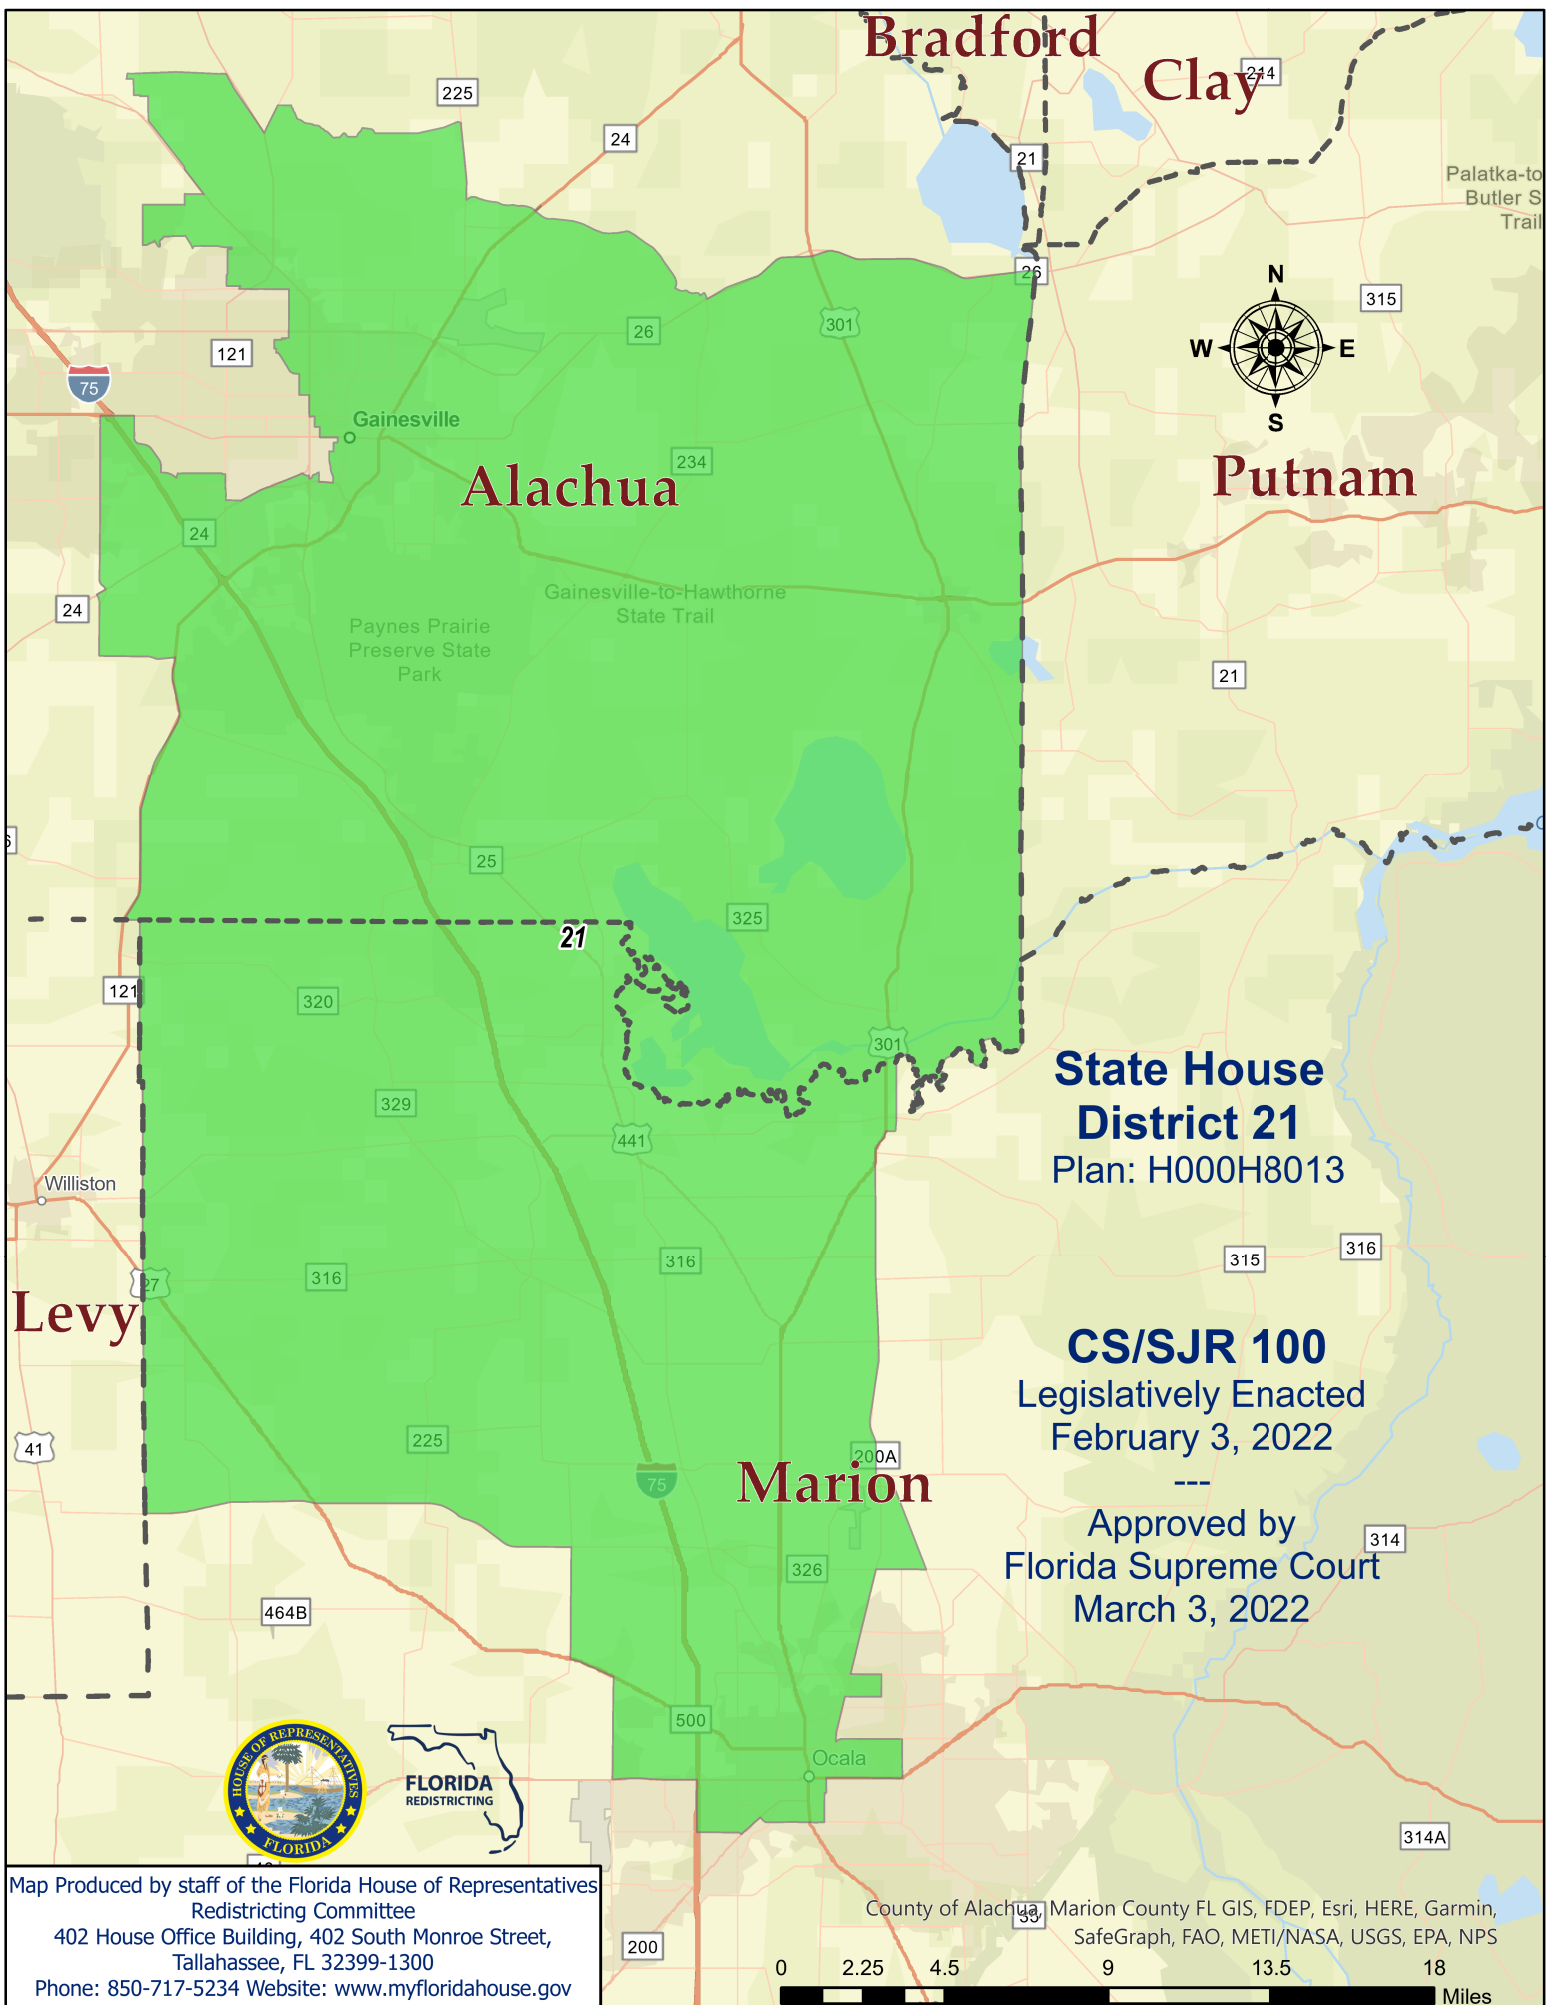 Bradford
Clay
214
225
24
21
Palatka-to
Butler S
Trail
26
N
315
W
E
S
26
301
121
75
Gainesville
234
Alachua
Putnam
24
Gainesville-to-Hawthorne
State Trail
24
Paynes Prairie
Preserve State
Park
21
25
325
21
121
320
301
State House
District 21
Plan: H000H8013
329
441
Williston
316
315
316
27
316
Levy
CS/SJR 100
Legislatively Enacted
February 3, 2022
---
Approved by
Florida Supreme Court
March 3, 2022
41
225
200A
75
Marion
314
326
464B
500
Ocala
HOUSE OF REPRESENTATIVES
FLORIDA
FLORIDA
REDISTRICTING
314A
Map Produced by staff of the Florida House of Representatives
Redistricting Committee
402 House Office Building, 402 South Monroe Street,
Tallahassee, FL 32399-1300
Phone: 850-717-5234 Website: www.myfloridahouse.gov
200
35
County of Alachua, Marion County FL GIS, FDEP, Esri, HERE, Garmin,
SafeGraph, FAO, METI/NASA, USGS, EPA, NPS
0 2.25 4.5 9 13.5 18
Miles